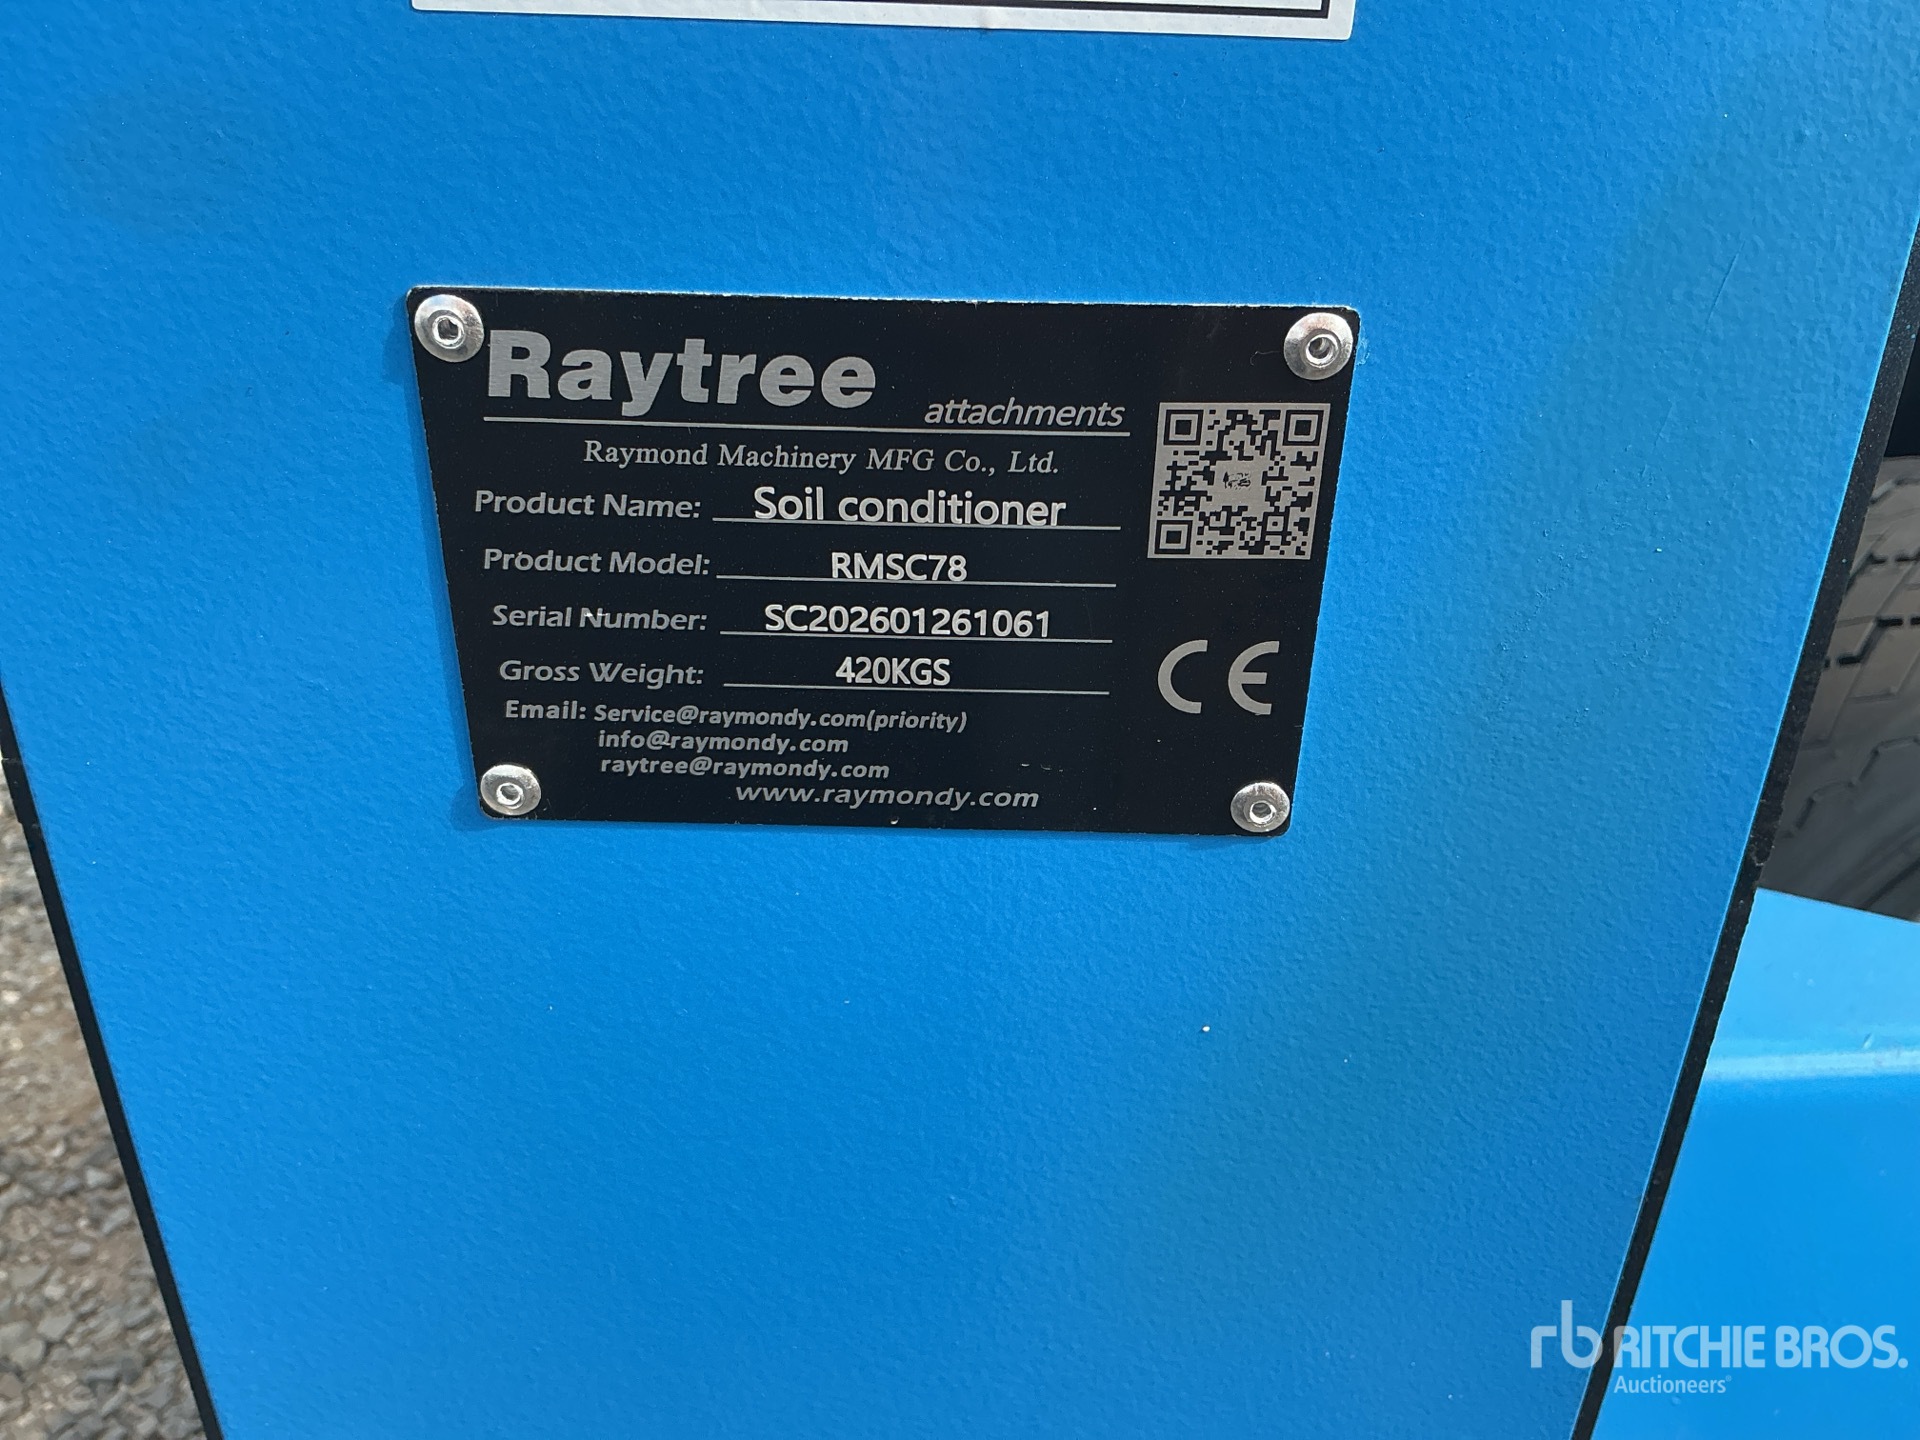 Raytree
attachments
Raymond Machinery MFG Co., Ltd.
Product Name: Soil conditioner
Product Model: RMSC78
Serial Number: SC202601261061
Gross Weight: 420KGS
CE
Email: Service@raymondy.com(priority)
info@raymondy.com
raytree@raymondy.com
www.raymondy.com
rb RITCHIE BROS.
Auctioneers